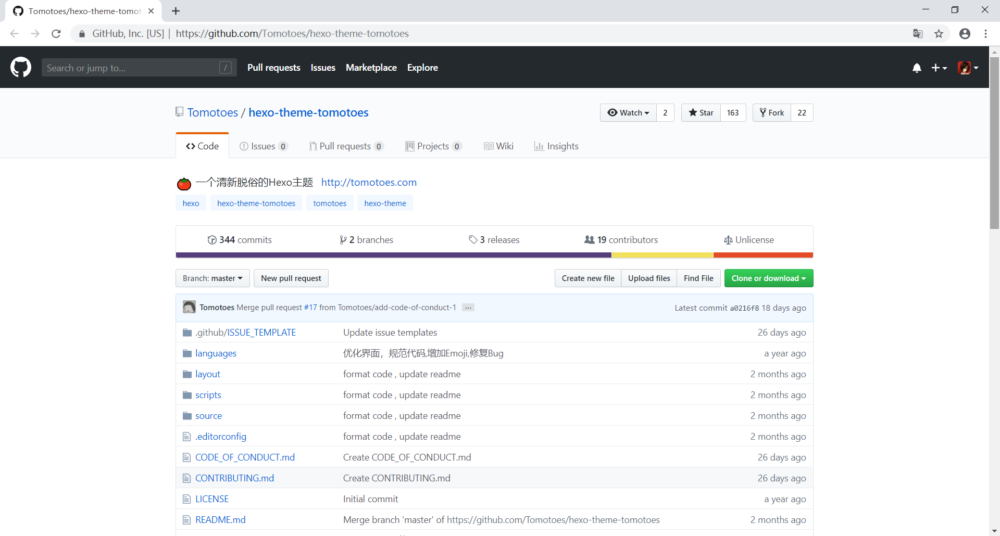 Tomotoes/hexo-theme-tomot
GitHub, Inc. [US] | https://github.com/Tomotoes/hexo-theme-tomotoes
Search or jump to... / Pull requests Issues Marketplace Explore
Tomotoes / hexo-theme-tomotoes Watch 2 Star 163 Fork 22
Code Issues 0 Pull requests 0 Projects 0 Wiki Insights
一个清新脱俗的Hexo主题 http://tomotoes.com
hexo hexo-theme-tomotoes tomotoes hexo-theme
344 commits 2 branches 3 releases 19 contributors Unlicense
Branch: master New pull request Create new file Upload files Find File Clone or download
Tomotoes Merge pull request #17 from Tomotoes/add-code-of-conduct-1 ... Latest commit a0216f8 18 days ago
.github/ISSUE_TEMPLATE Update issue templates 26 days ago
languages 优化界面，规范代码,增加Emoji,修复Bug a year ago
layout format code , update readme 2 months ago
scripts format code , update readme 2 months ago
source format code , update readme 2 months ago
.editorconfig format code , update readme 2 months ago
CODE_OF_CONDUCT.md Create CODE_OF_CONDUCT.md 26 days ago
CONTRIBUTING.md Create CONTRIBUTING.md 26 days ago
LICENSE Initial commit a year ago
README.md Merge branch 'master' of https://github.com/Tomotoes/hexo-theme-tomotoes 2 months ago